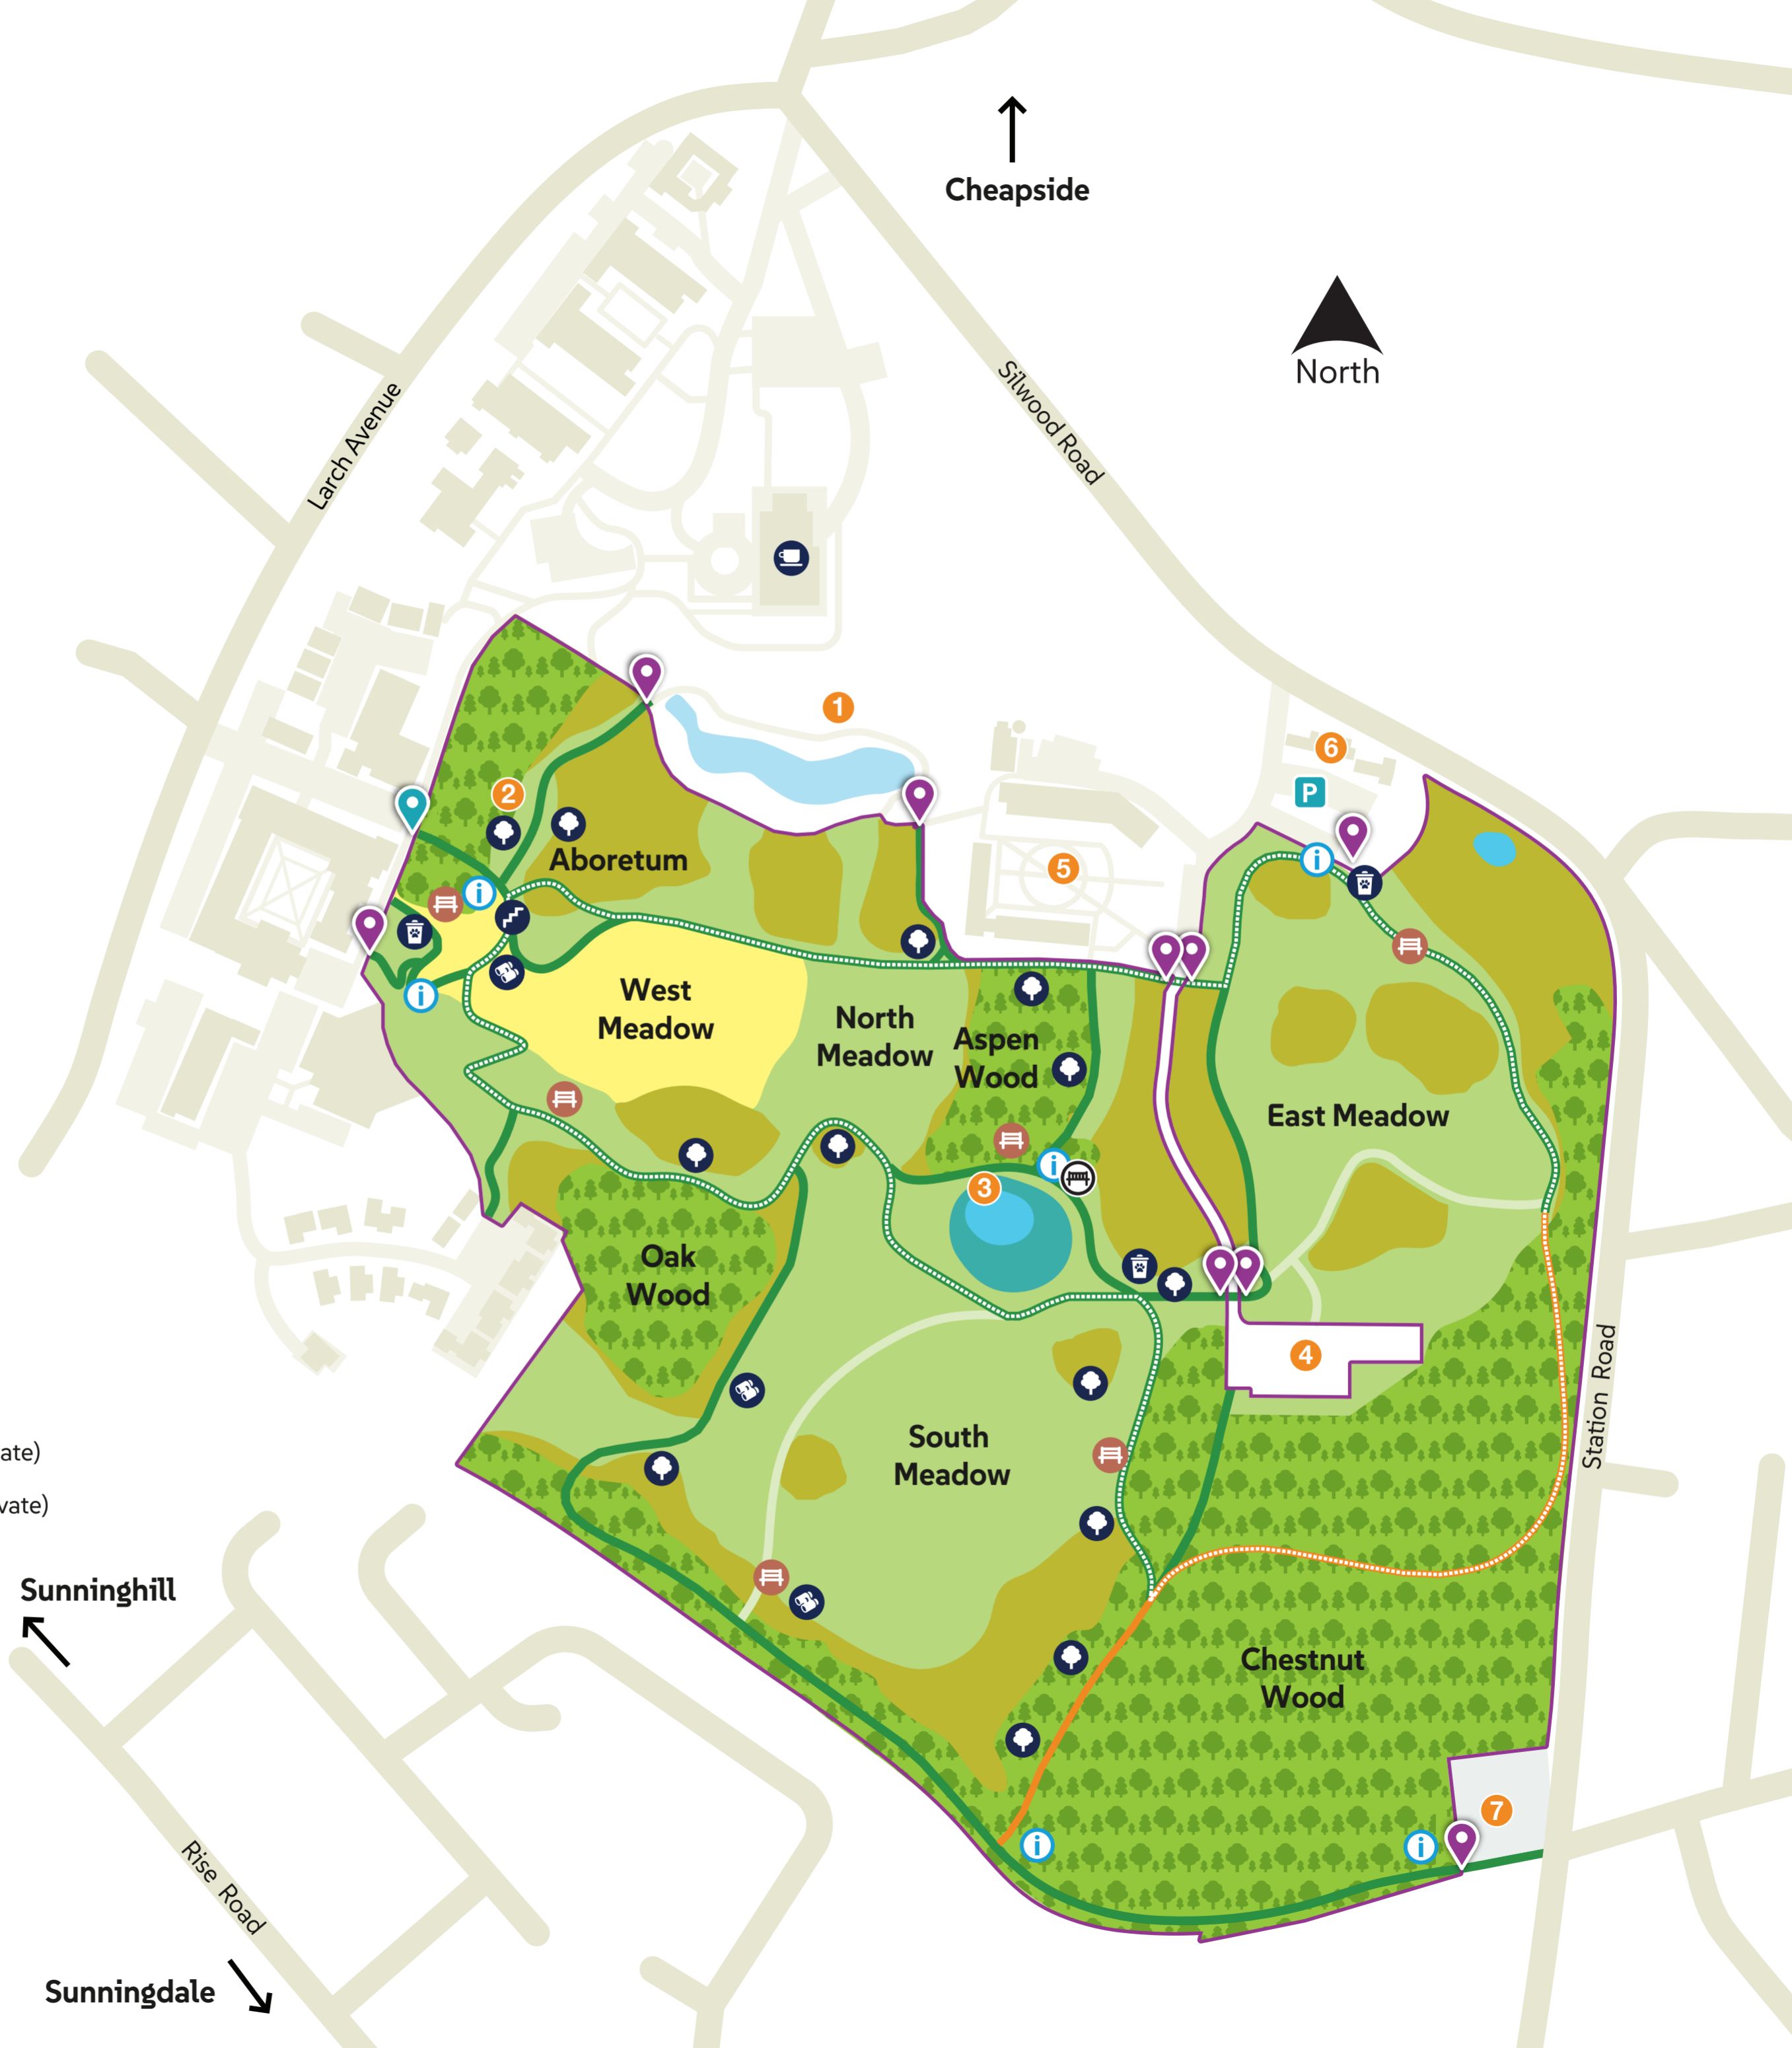 Cheapside
North
Silwood Road
Larch Avenue
1
6
P
2
Aboretum
5
West
Meadow
North
Meadow
Aspen
Wood
East Meadow
3
Oak
Wood
4
Station Road
South
Meadow
ate)
vate)
Sunninghill
Chestnut
Wood
7
Rise Road
Sunningdale
i
i
i
i
i
i